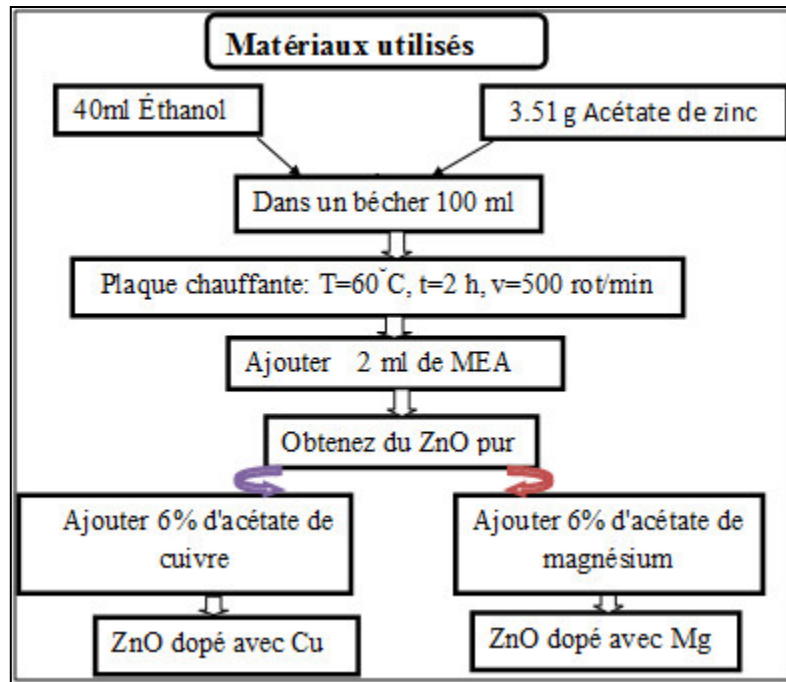 Matériaux utilisés
40ml Éthanol
3.51 g Acétate de zinc
Dans un bécher 100 ml
Plaque chauffante: T=60°C, t=2 h, v=500 rot/min
Ajouter 2 ml de MEA
Obtenez du ZnO pur
Ajouter 6% d'acétate de
cuivre
Ajouter 6% d'acétate de
magnésium
ZnO dopé avec Cu
ZnO dopé avec Mg